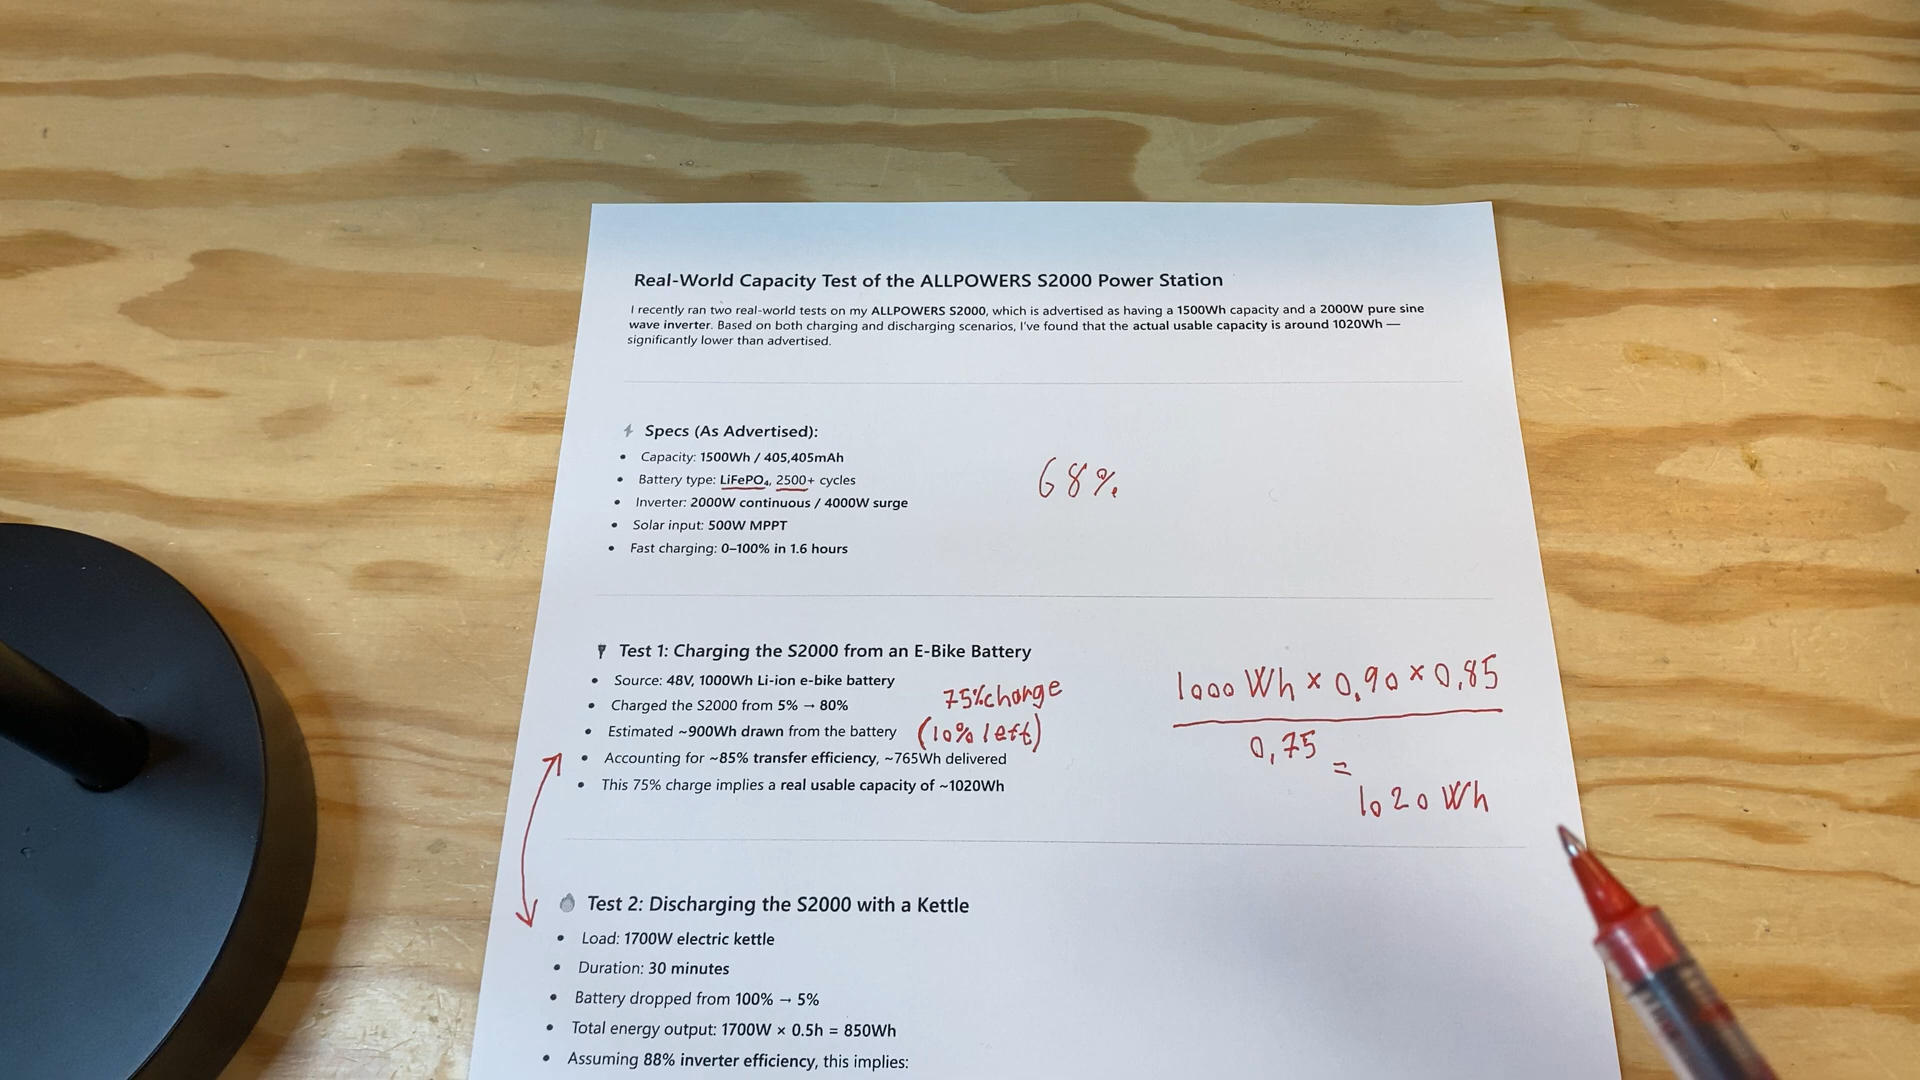 Real-World Capacity Test of the ALLPOWERS S2000 Power Station
I recently ran two real-world tests on my ALLPOWERS S2000, which is advertised as having a 1500Wh capacity and a 2000W pure sine
wave inverter. Based on both charging and discharging scenarios, I've found that the actual usable capacity is around 1020Wh —
significantly lower than advertised.
Specs (As Advertised):
• Capacity: 1500Wh / 405,405mAh
• Battery type: LiFePO₄, 2500+ cycles
68%
• Inverter: 2000W continuous / 4000W surge
• Solar input: 500W MPPT
• Fast charging: 0–100% in 1.6 hours
Test 1: Charging the S2000 from an E-Bike Battery
• Source: 48V, 1000Wh Li-ion e-bike battery
• Charged the S2000 from 5% → 80%
75% charge
• Estimated ~900Wh drawn from the battery
(10% left)
• Accounting for ~85% transfer efficiency, ~765Wh delivered
• This 75% charge implies a real usable capacity of ~1020Wh
1000 Wh × 0,90 × 0,85
0,75
=
1020 Wh
Test 2: Discharging the S2000 with a Kettle
• Load: 1700W electric kettle
• Duration: 30 minutes
• Battery dropped from 100% → 5%
• Total energy output: 1700W × 0.5h = 850Wh
• Assuming 88% inverter efficiency, this implies: